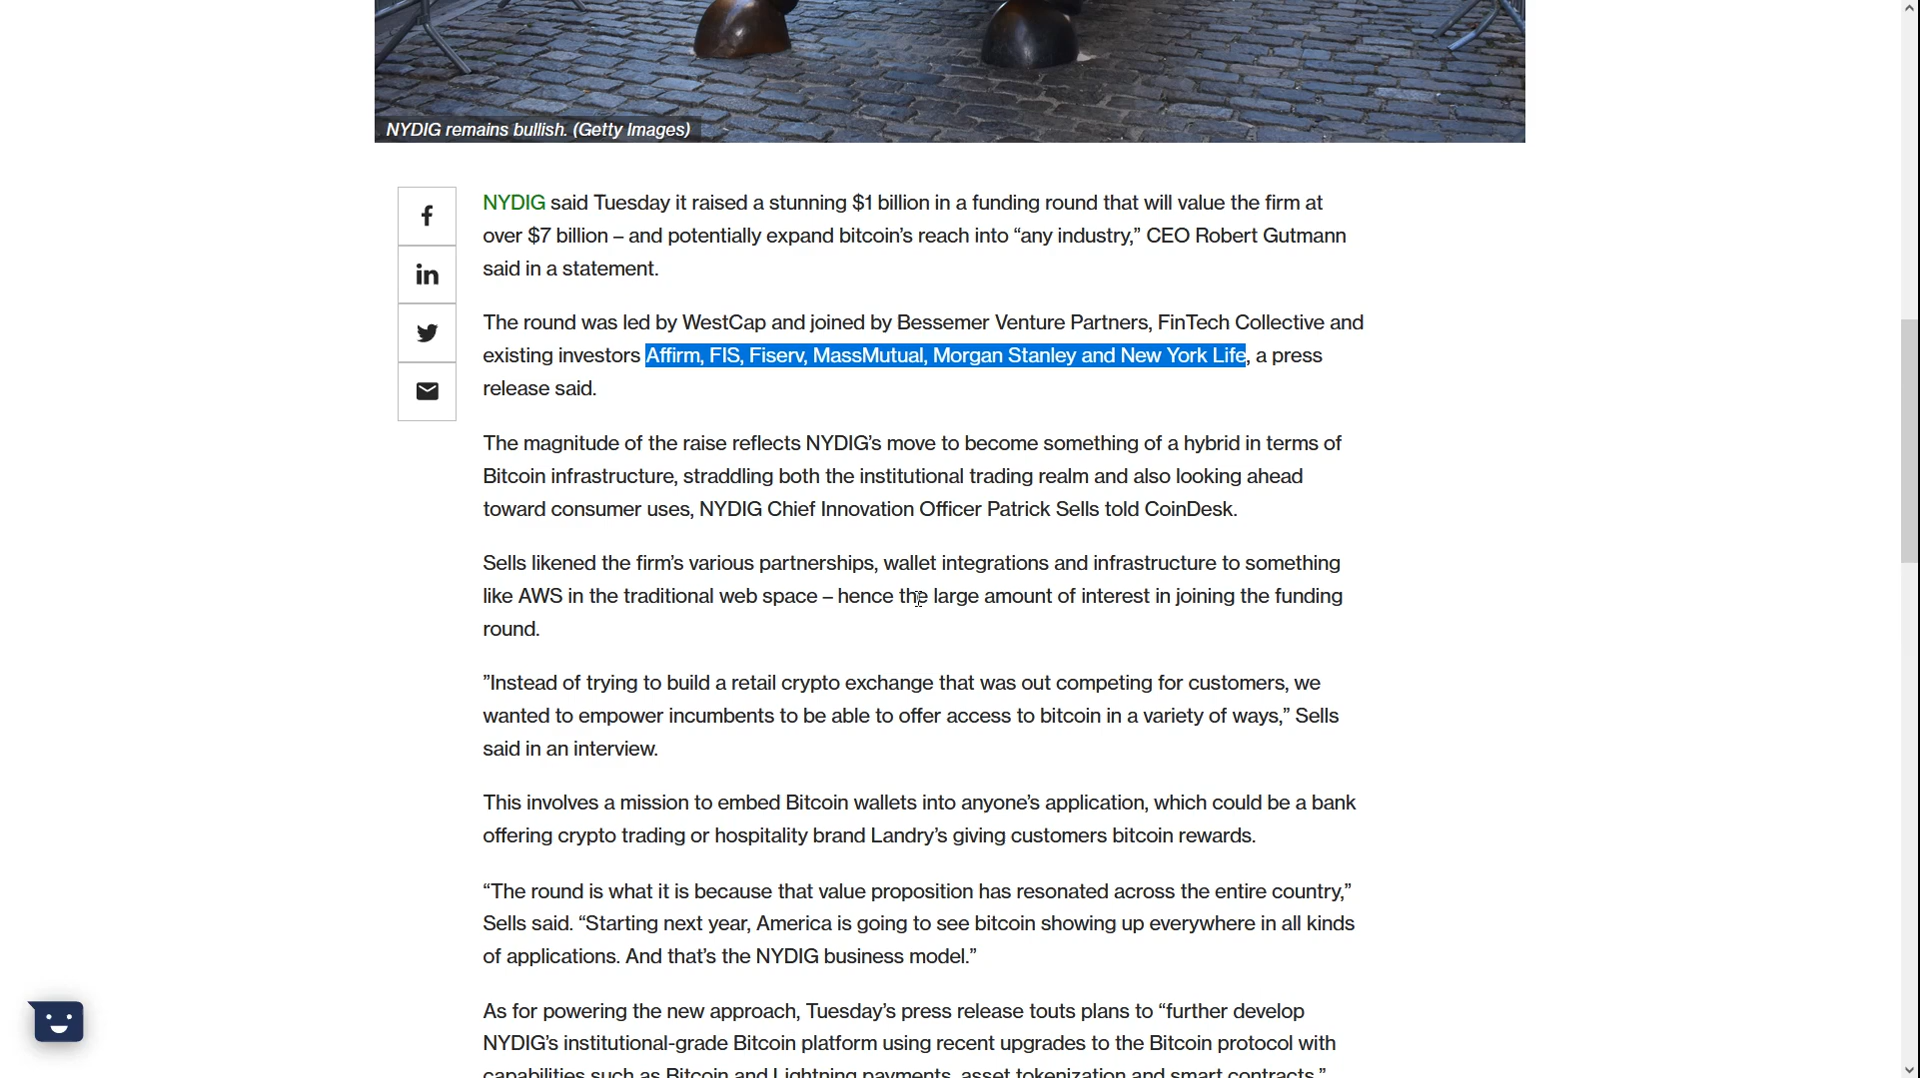 NYDIG remains bullish. (Getty Images)
NYDIG said Tuesday it raised a stunning $1 billion in a funding round that will value the firm at
over $7 billion – and potentially expand bitcoin’s reach into “any industry,” CEO Robert Gutmann
said in a statement.
The round was led by WestCap and joined by Bessemer Venture Partners, FinTech Collective and
existing investors Affirm, FIS, Fiserv, MassMutual, Morgan Stanley and New York Life, a press
release said.
The magnitude of the raise reflects NYDIG’s move to become something of a hybrid in terms of
Bitcoin infrastructure, straddling both the institutional trading realm and also looking ahead
toward consumer uses, NYDIG Chief Innovation Officer Patrick Sells told CoinDesk.
Sells likened the firm’s various partnerships, wallet integrations and infrastructure to something
like AWS in the traditional web space – hence the large amount of interest in joining the funding
round.
”Instead of trying to build a retail crypto exchange that was out competing for customers, we
wanted to empower incumbents to be able to offer access to bitcoin in a variety of ways,” Sells
said in an interview.
This involves a mission to embed Bitcoin wallets into anyone’s application, which could be a bank
offering crypto trading or hospitality brand Landry’s giving customers bitcoin rewards.
“The round is what it is because that value proposition has resonated across the entire country,”
Sells said. “Starting next year, America is going to see bitcoin showing up everywhere in all kinds
of applications. And that’s the NYDIG business model.”
As for powering the new approach, Tuesday’s press release touts plans to “further develop
NYDIG’s institutional-grade Bitcoin platform using recent upgrades to the Bitcoin protocol with
capabilities such as Bitcoin and Lightning payments, asset tokenization and smart contracts.”